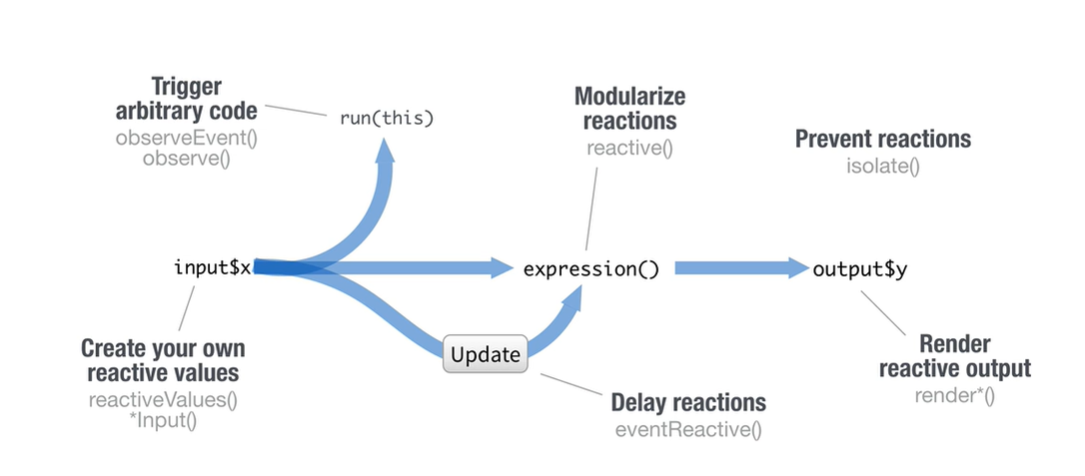 Trigger
arbitrary code
observeEvent()
observe()
run(this)
Modularize
reactions
reactive()
Prevent reactions
isolate()
input$x
expression()
output$y
Update
Create your own
reactive values
reactiveValues()
*Input()
Delay reactions
eventReactive()
Render
reactive output
render*()